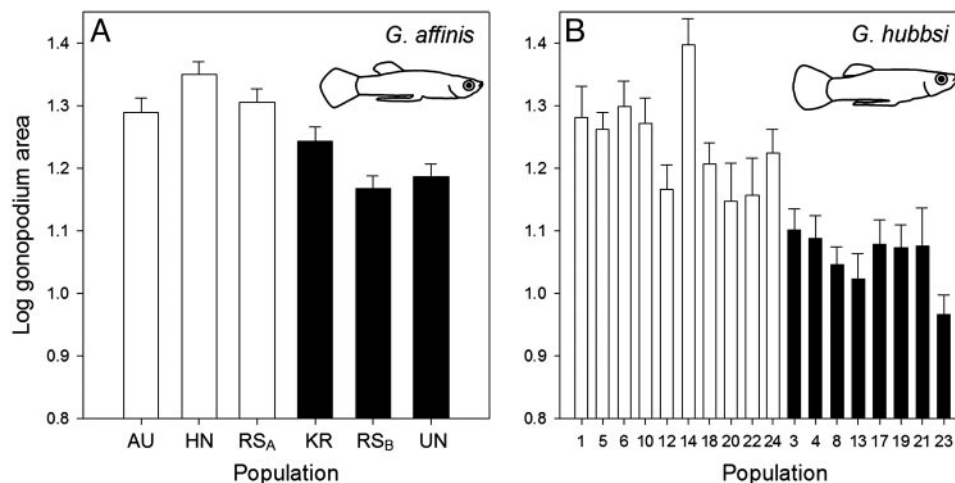 A
G. affinis
1.4
1.3
1.2
1.1
1.0
0.9
0.8
Log gonopodium area
AU HN RSA KR RSB UN
Population
B
G. hubbsi
1.4
1.3
1.2
1.1
1.0
0.9
0.8
1 5 6 10 12 14 18 20 22 24 3 4 8 13 17 19 21 23
Population